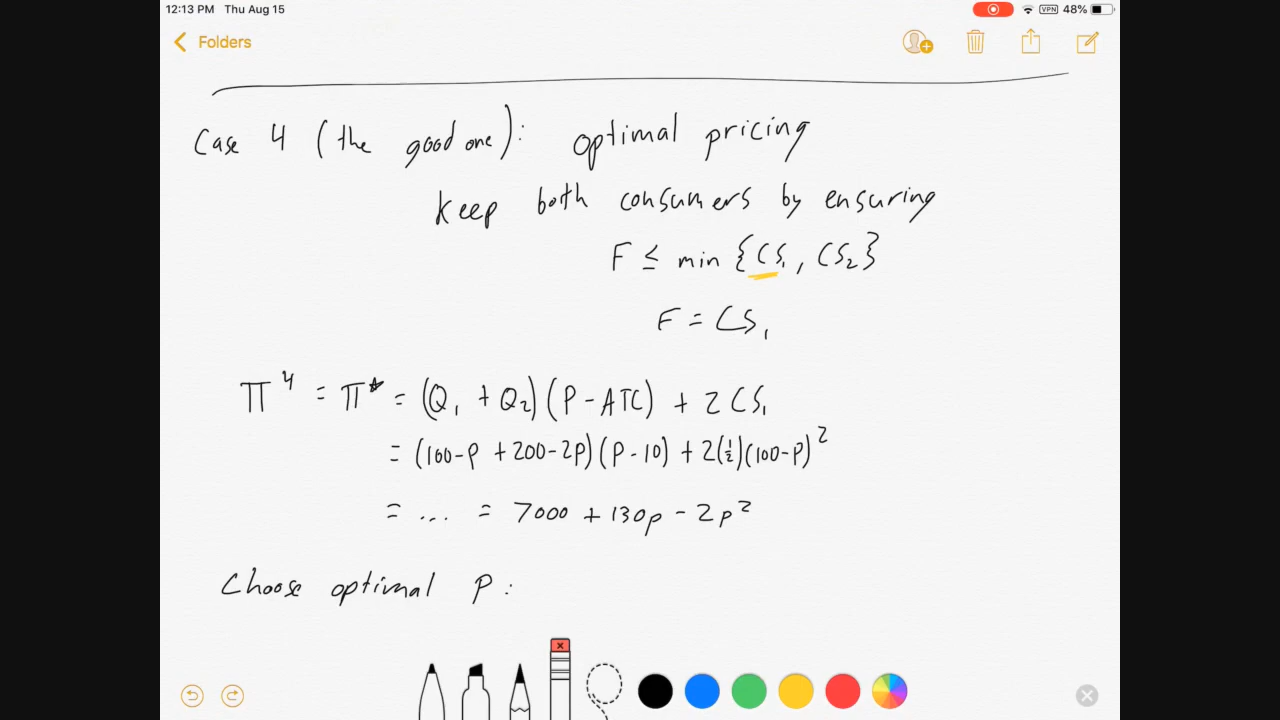 12:13 PM Thu Aug 15 VPN 48%
Folders
Case 4 (the good one): optimal pricing
keep both consumers by ensuring
F ≤ min {CS₁, CS₂}
F = CS₁
π⁴ = π* = (Q₁ + Q₂)(P - ATC) + 2CS₁
= (100-P + 200-2P)(P-10) + 2(½)(100-P)²
= ... = 7000 + 130p - 2p²
Choose optimal P: